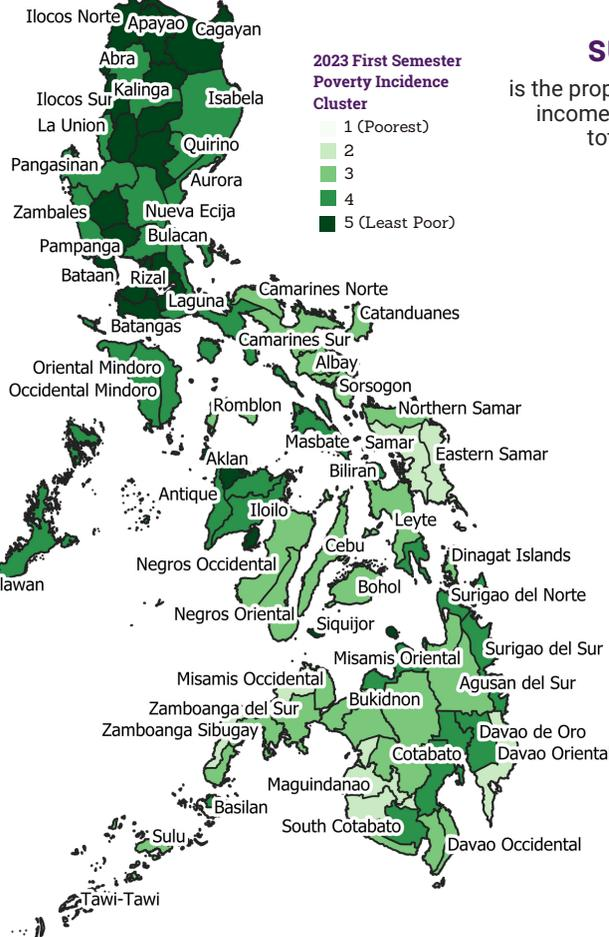 Ilocos Norte
Apayao
Cagayan
Abra
Kalinga
Ilocos Sur
Isabela
La Union
Quirino
Pangasinan
Aurora
Zambales
Nueva Ecija
Pampanga
Bulacan
Bataan
Rizal
Laguna
Batangas
2023 First Semester
Poverty Incidence
Cluster
1 (Poorest)
2
3
4
5 (Least Poor)
is the prop
income
tot
Camarines Norte
Catanduanes
Camarines Sur
Oriental Mindoro
Albay
Occidental Mindoro
Sorsogon
Romblon
Northern Samar
Masbate
Samar
Eastern Samar
Aklan
Biliran
Antique
Iloilo
Leyte
Cebu
Dinagat Islands
Negros Occidental
lawan
Bohol
Surigao del Norte
Negros Oriental
Siquijor
Surigao del Sur
Misamis Oriental
Misamis Occidental
Agusan del Sur
Bukidnon
Zamboanga del Sur
Zamboanga Sibugay
Davao de Oro
Cotabato
Davao Orienta
Maguindanao
Basilan
South Cotabato
Sulu
Davao Occidental
Tawi-Tawi